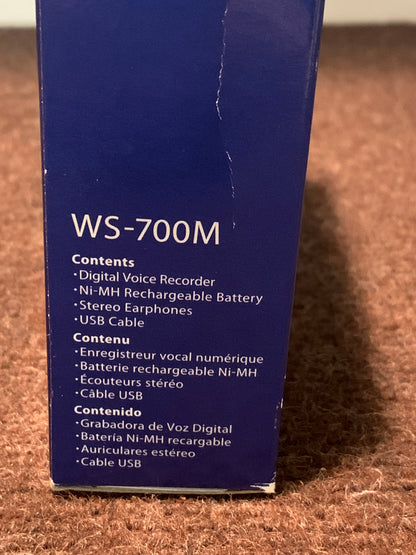 WS-700M
Contents
·Digital Voice Recorder
·Ni-MH Rechargeable Battery
·Stereo Earphones
·USB Cable
Contenu
·Enregistreur vocal numérique
·Batterie rechargeable Ni-MH
·Écouteurs stéréo
·Câble USB
Contenido
·Grabadora de Voz Digital
·Batería Ni-MH recargable
·Auriculares estéreo
·Cable USB